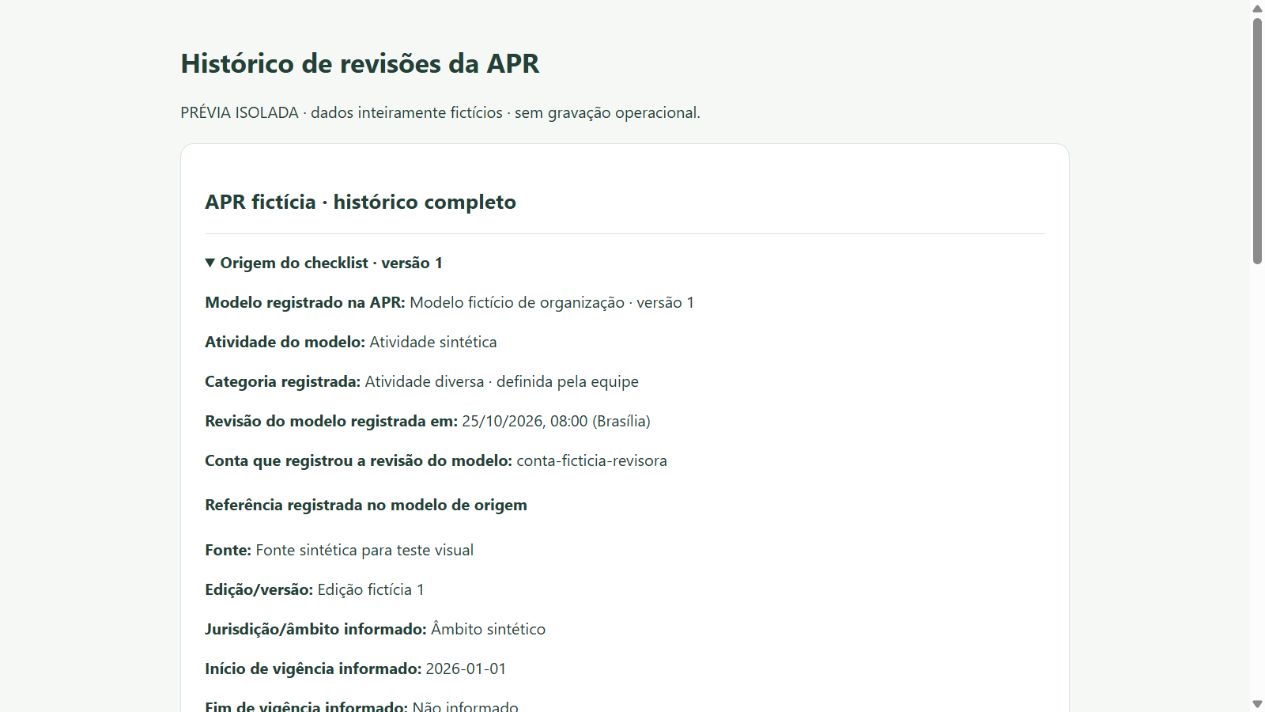 Histórico de revisões da APR
PRÉVIA ISOLADA · dados inteiramente fictícios · sem gravação operacional.
APR fictícia · histórico completo
▼ Origem do checklist · versão 1
Modelo registrado na APR: Modelo fictício de organização · versão 1
Atividade do modelo: Atividade sintética
Categoria registrada: Atividade diversa · definida pela equipe
Revisão do modelo registrada em: 25/10/2026, 08:00 (Brasília)
Conta que registrou a revisão do modelo: conta-ficticia-revisora
Referência registrada no modelo de origem
Fonte: Fonte sintética para teste visual
Edição/versão: Edição fictícia 1
Jurisdição/âmbito informado: Âmbito sintético
Início de vigência informado: 2026-01-01
Fim de vigência informado: Não informado